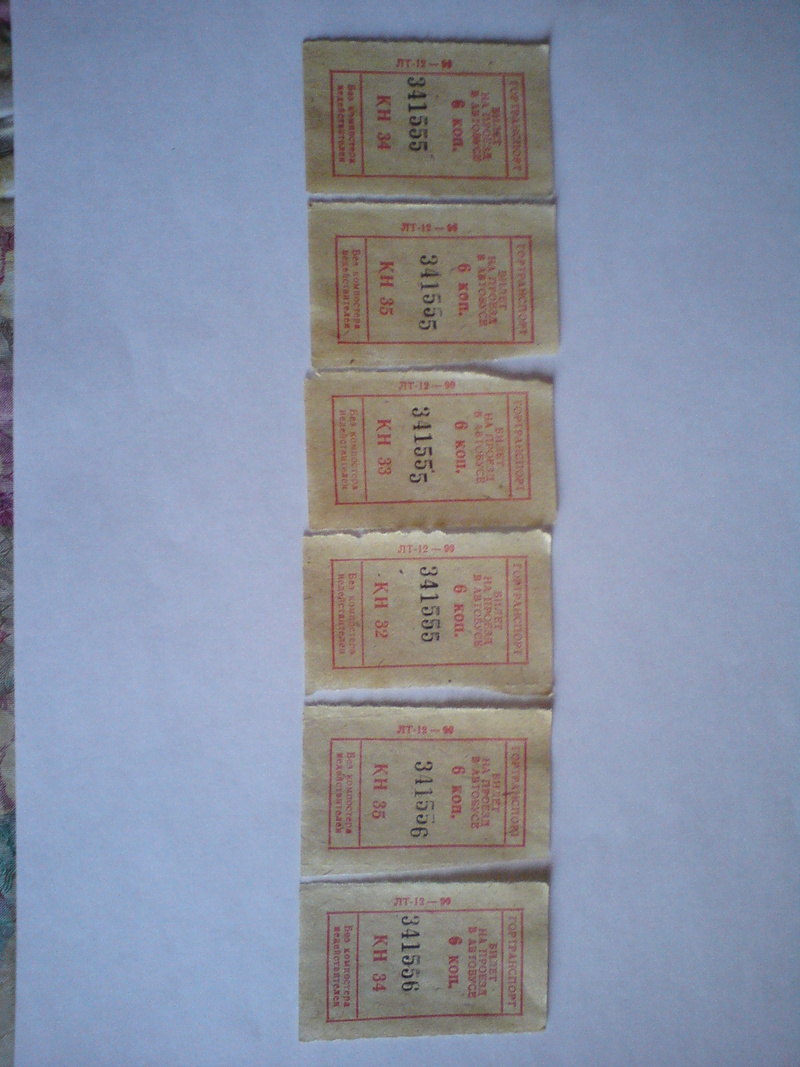 ГОРТРАНСПОРТ
БИЛЕТ
НА ПРОЕЗД
В АВТОБУСЕ
6 коп.
341555
КН 34
Без компостера
недействителен
ЛТ-12—90
ГОРТРАНСПОРТ
БИЛЕТ
НА ПРОЕЗД
В АВТОБУСЕ
6 коп.
341555
КН 35
Без компостера
недействителен
ЛТ-12—90
ГОРТРАНСПОРТ
БИЛЕТ
НА ПРОЕЗД
В АВТОБУСЕ
6 коп.
341555
КН 33
Без компостера
недействителен
ЛТ-12—90
ГОРТРАНСПОРТ
БИЛЕТ
НА ПРОЕЗД
В АВТОБУСЕ
6 коп.
341555
КН 32
Без компостера
недействителен
ЛТ-12—90
ГОРТРАНСПОРТ
БИЛЕТ
НА ПРОЕЗД
В АВТОБУСЕ
6 коп.
341556
КН 35
Без компостера
недействителен
ЛТ-12—90
ГОРТРАНСПОРТ
БИЛЕТ
НА ПРОЕЗД
В АВТОБУСЕ
6 коп.
341556
КН 34
Без компостера
недействителен
ЛТ-12—90